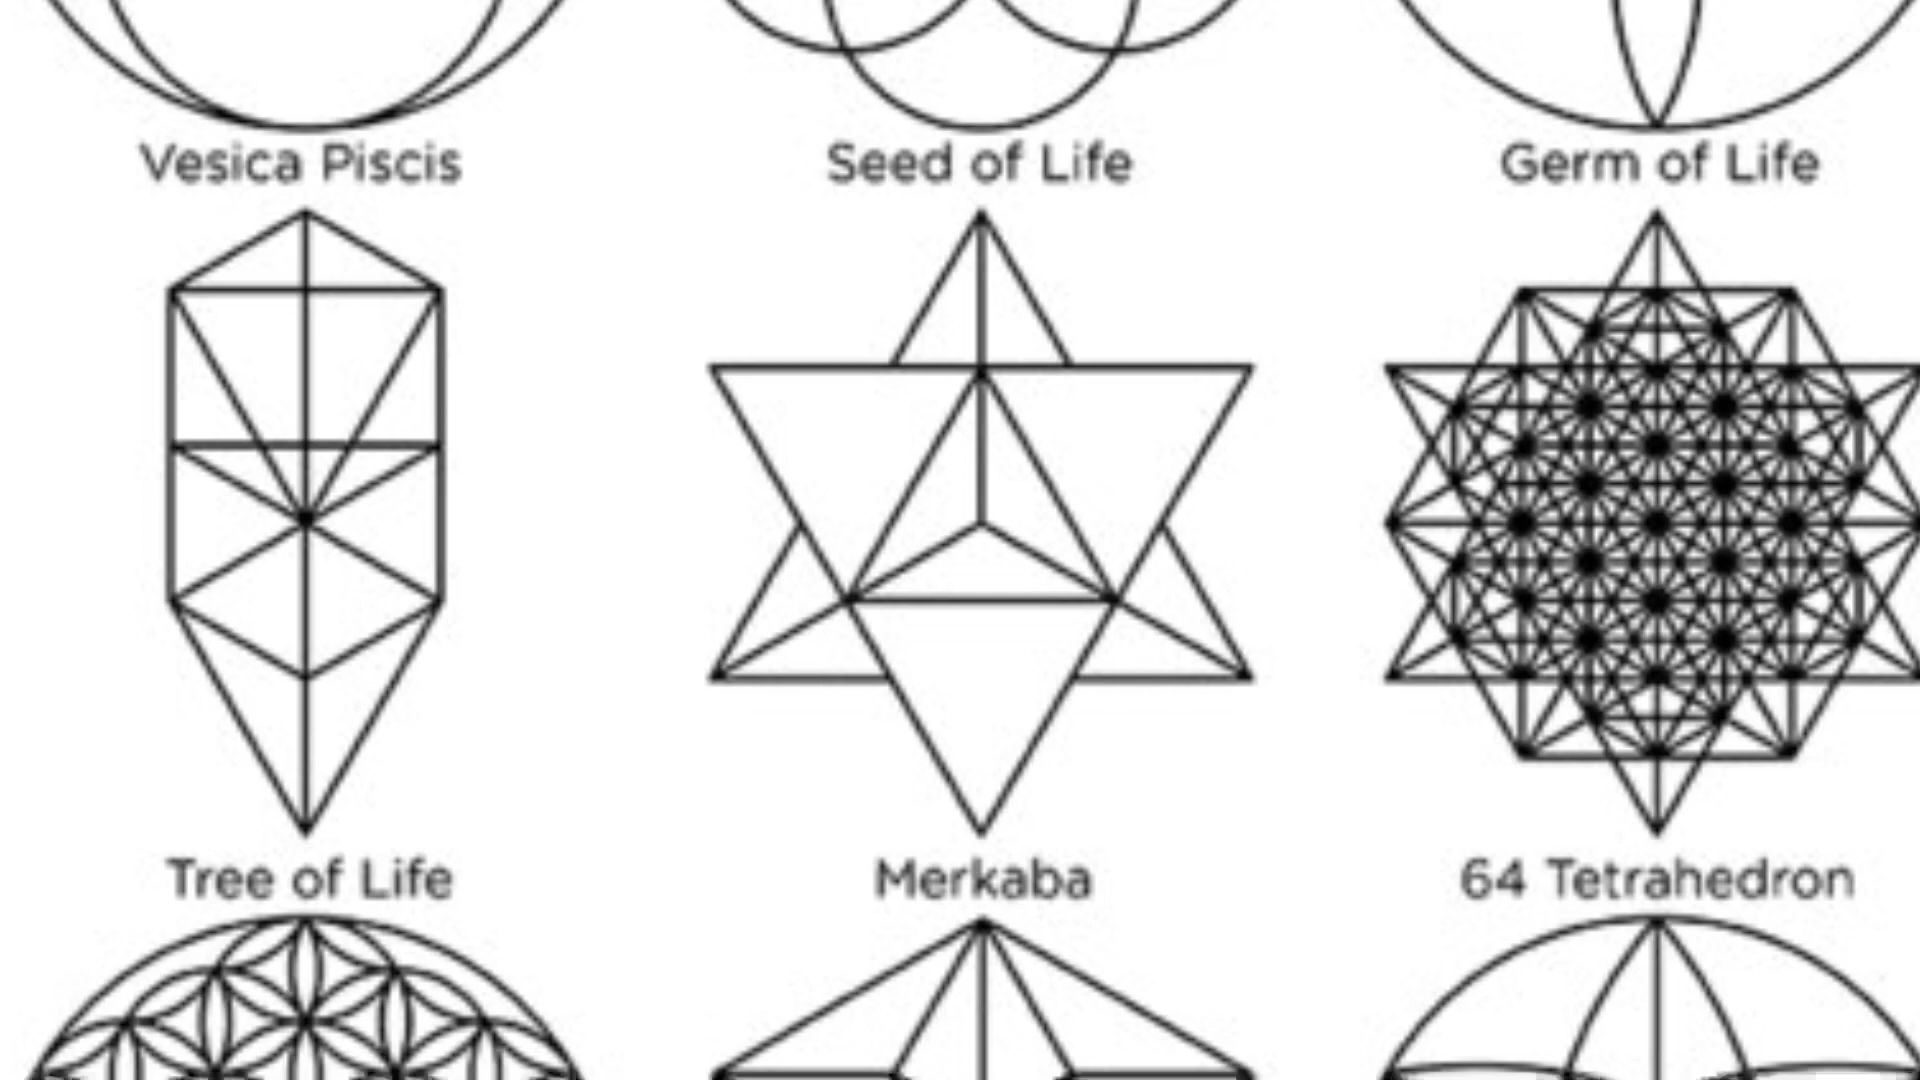 Vesica Piscis
Seed of Life
Germ of Life
Tree of Life
Merkaba
64 Tetrahedron